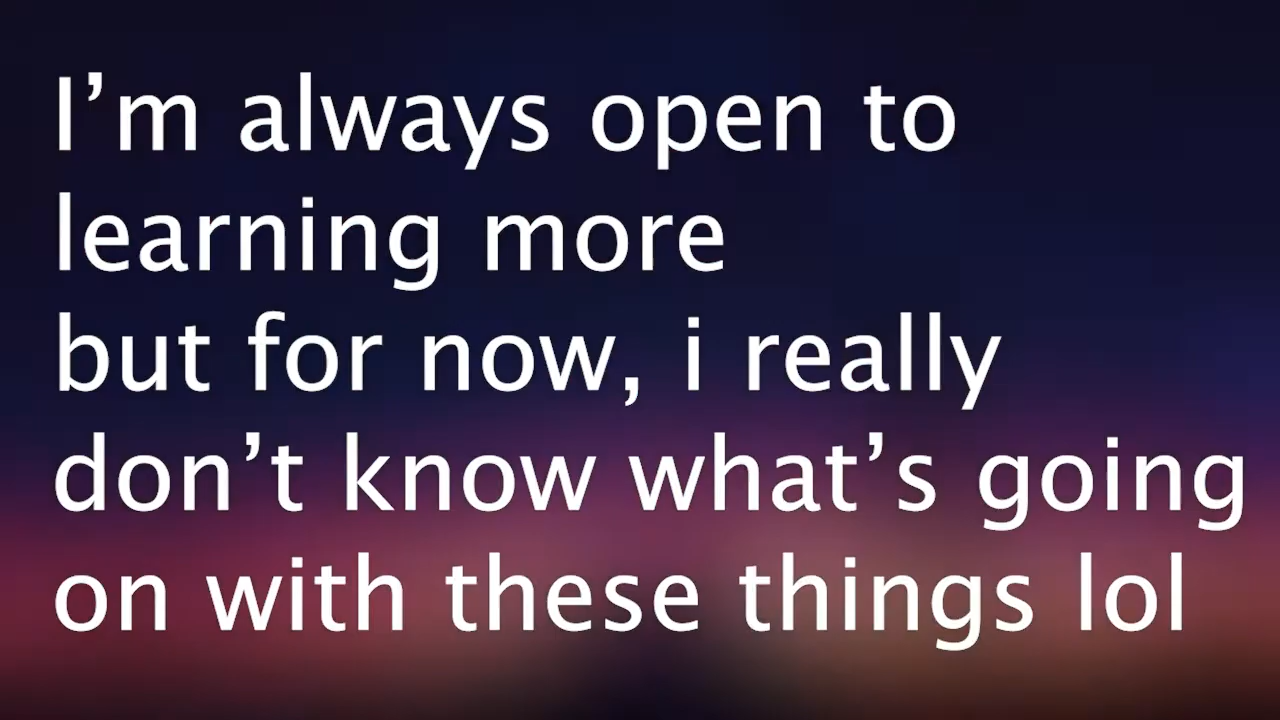 I’m always open to
learning more
but for now, i really
don’t know what’s going
on with these things lol